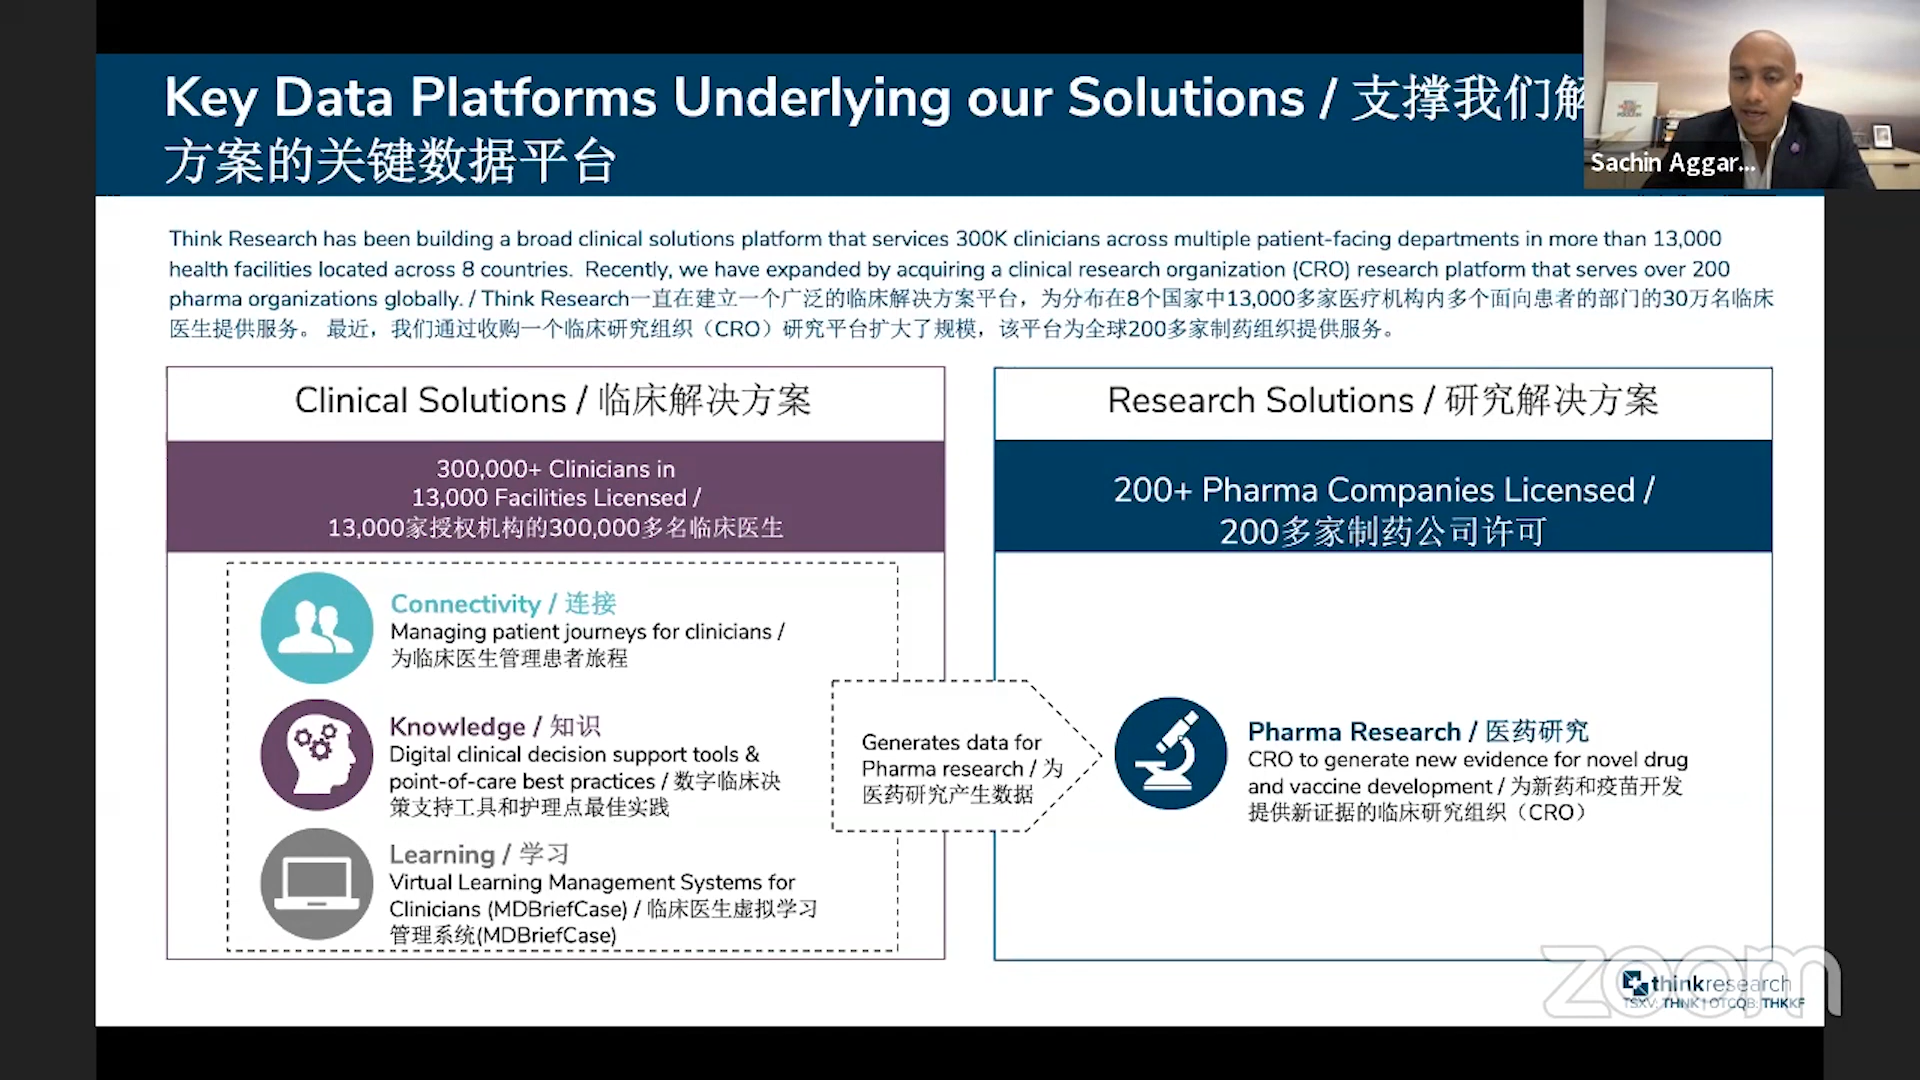 Key Data Platforms Underlying our Solutions / 支撑我们解
方案的关键数据平台
Sachin Aggar...
Think Research has been building a broad clinical solutions platform that services 300K clinicians across multiple patient-facing departments in more than 13,000
health facilities located across 8 countries. Recently, we have expanded by acquiring a clinical research organization (CRO) research platform that serves over 200
pharma organizations globally. / Think Research一直在建立一个广泛的临床解决方案平台，为分布在8个国家中13,000多家医疗机构内多个面向患者的部门的30万名临床
医生提供服务。 最近，我们通过收购一个临床研究组织（CRO）研究平台扩大了规模，该平台为全球200多家制药组织提供服务。
Clinical Solutions / 临床解决方案
300,000+ Clinicians in
13,000 Facilities Licensed /
13,000家授权机构的300,000多名临床医生
Connectivity / 连接
Managing patient journeys for clinicians /
为临床医生管理患者旅程
Knowledge / 知识
Digital clinical decision support tools &
point-of-care best practices / 数字临床决
策支持工具和护理点最佳实践
Learning / 学习
Virtual Learning Management Systems for
Clinicians (MDBriefCase) / 临床医生虚拟学习
管理系统(MDBriefCase)
Generates data for
Pharma research / 为
医药研究产生数据
Research Solutions / 研究解决方案
200+ Pharma Companies Licensed /
200多家制药公司许可
Pharma Research / 医药研究
CRO to generate new evidence for novel drug
and vaccine development / 为新药和疫苗开发
提供新证据的临床研究组织（CRO）
zoom
thinkresearch
TSXV: THNK | OTCQB: THKKF